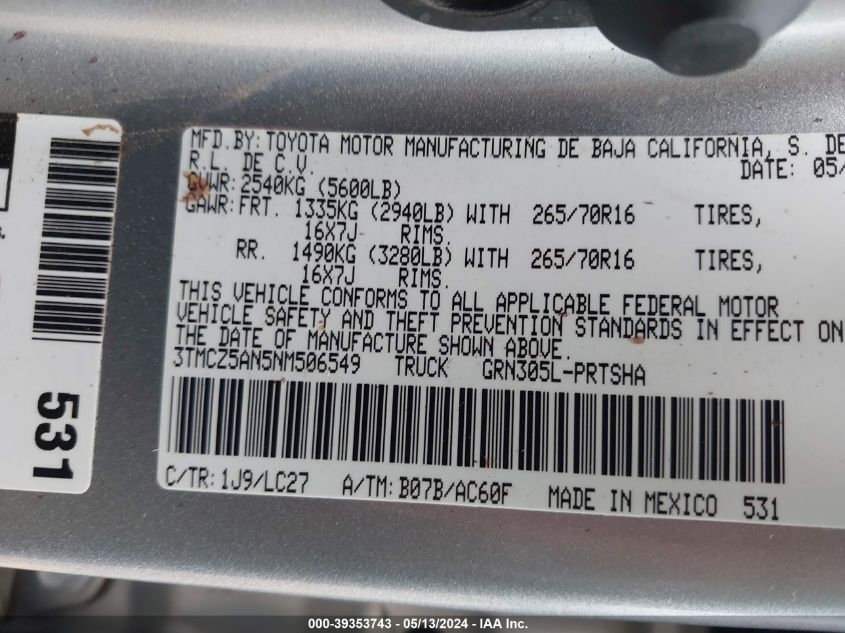 MFD. BY: TOYOTA MOTOR MANUFACTURING DE BAJA CALIFORNIA, S. DE
R.L. DE C.V.
DATE: 05/
GVWR: 2540KG (5600LB)
GAWR: FRT. 1335KG (2940LB) WITH 265/70R16 TIRES,
16X7J RIMS.
RR. 1490KG (3280LB) WITH 265/70R16 TIRES,
16X7J RIMS.
THIS VEHICLE CONFORMS TO ALL APPLICABLE FEDERAL MOTOR
VEHICLE SAFETY AND THEFT PREVENTION STANDARDS IN EFFECT ON
THE DATE OF MANUFACTURE SHOWN ABOVE.
3TMCZ5AN5NM506549 TRUCK GRN305L-PRTSHA
C/TR: 1J9/LC27 A/TM: B07B/AC60F MADE IN MEXICO 531
531
000-39353743 - 05/13/2024 - IAA Inc.